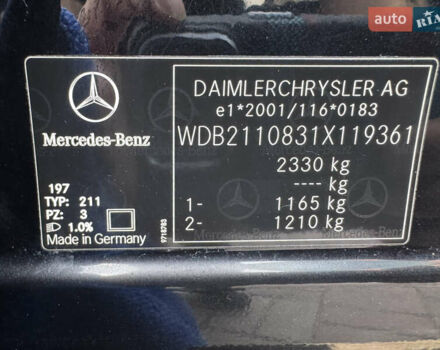 auto RIA
DAIMLERCHRYSLER AG
e1*2001/116*0183
WDB2110831X119361
2330 kg
---- kg
1- 1165 kg
2- 1210 kg
Mercedes-Benz
197
TYP: 211
PZ: 3
1.0%
Made in Germany
9718783